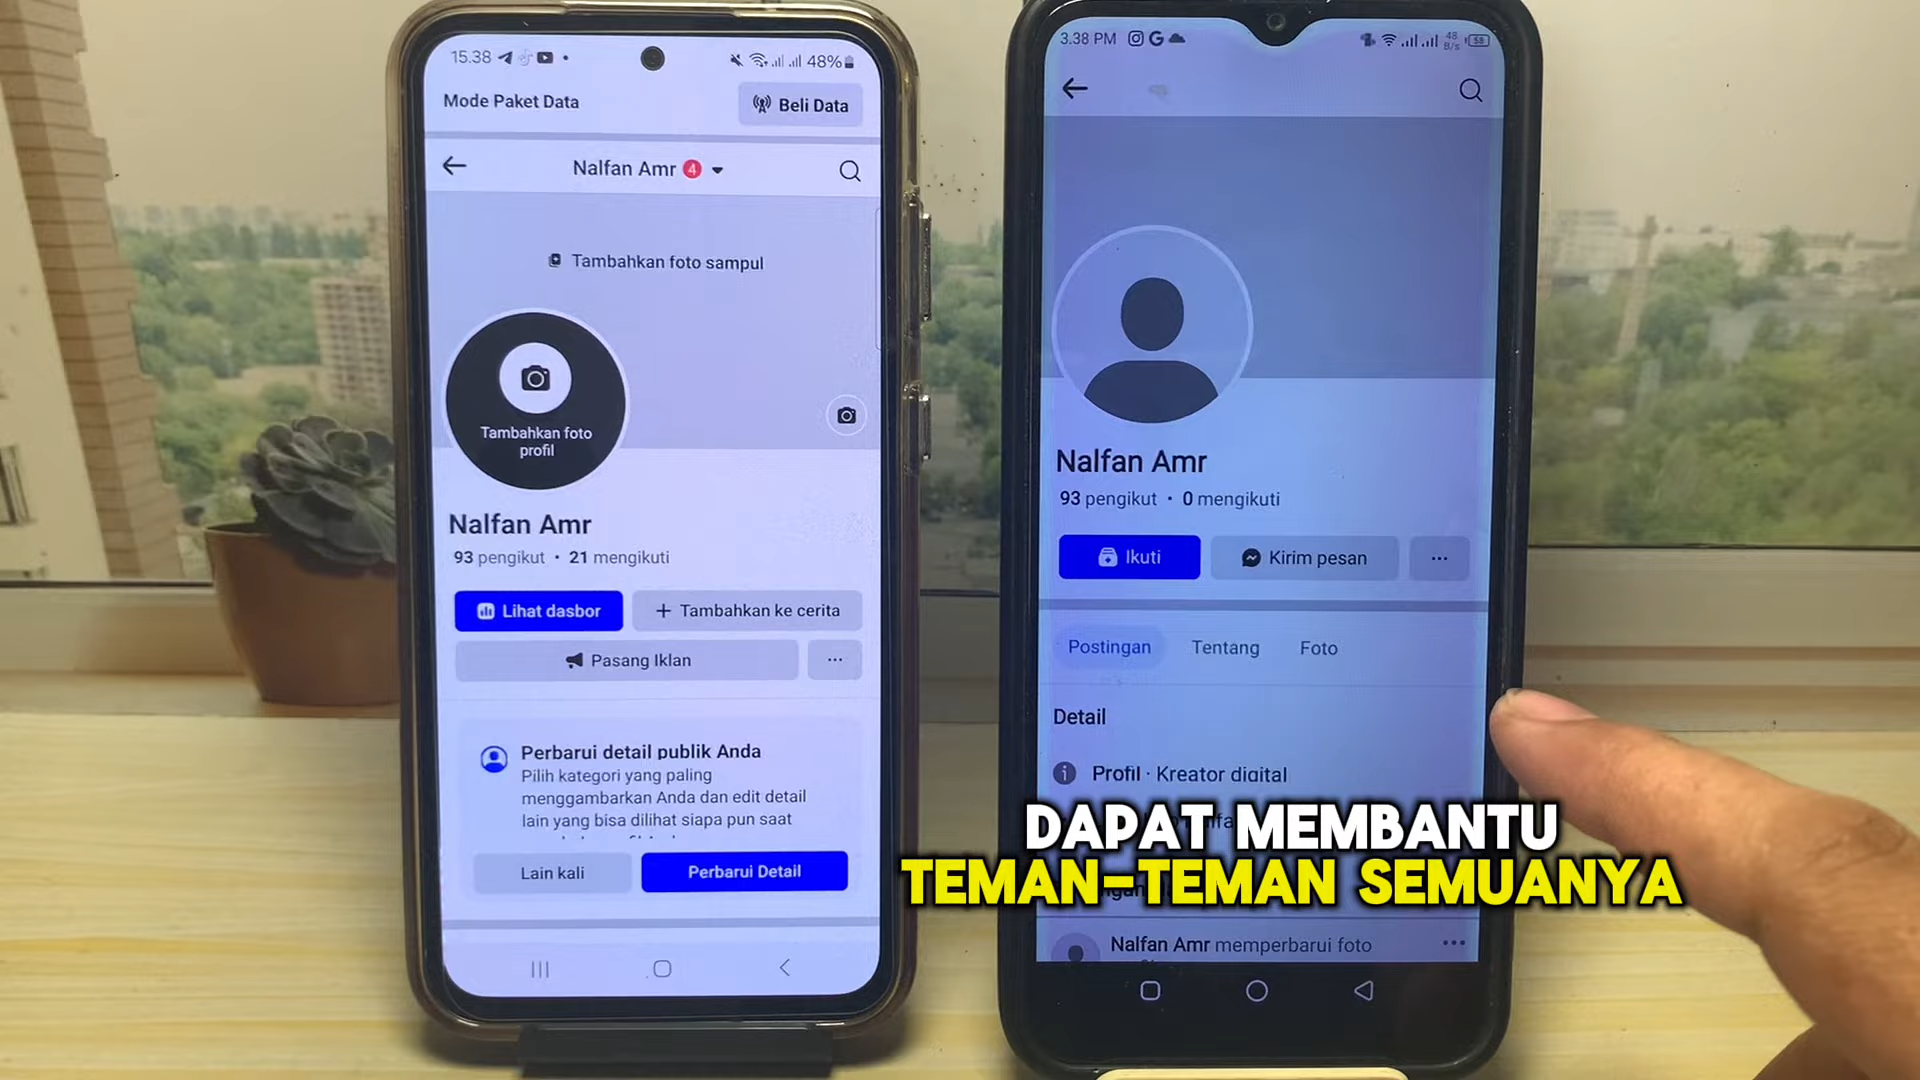 15.38
48%
Mode Paket Data
Beli Data
Nalfan Amr 4
Tambahkan foto sampul
Tambahkan foto
profil
Nalfan Amr
93 pengikut • 21 mengikuti
Lihat dasbor
+ Tambahkan ke cerita
Pasang Iklan
Perbarui detail publik Anda
Pilih kategori yang paling
menggambarkan Anda dan edit detail
lain yang bisa dilihat siapa pun saat
Lain kali
Perbarui Detail
3.38 PM
48
B/s
58
Nalfan Amr
93 pengikut • 0 mengikuti
Ikuti
Kirim pesan
Postingan
Tentang
Foto
Detail
Profil · Kreator digital
DAPAT MEMBANTU
TEMAN-TEMAN SEMUANYA
Nalfan Amr memperbarui foto